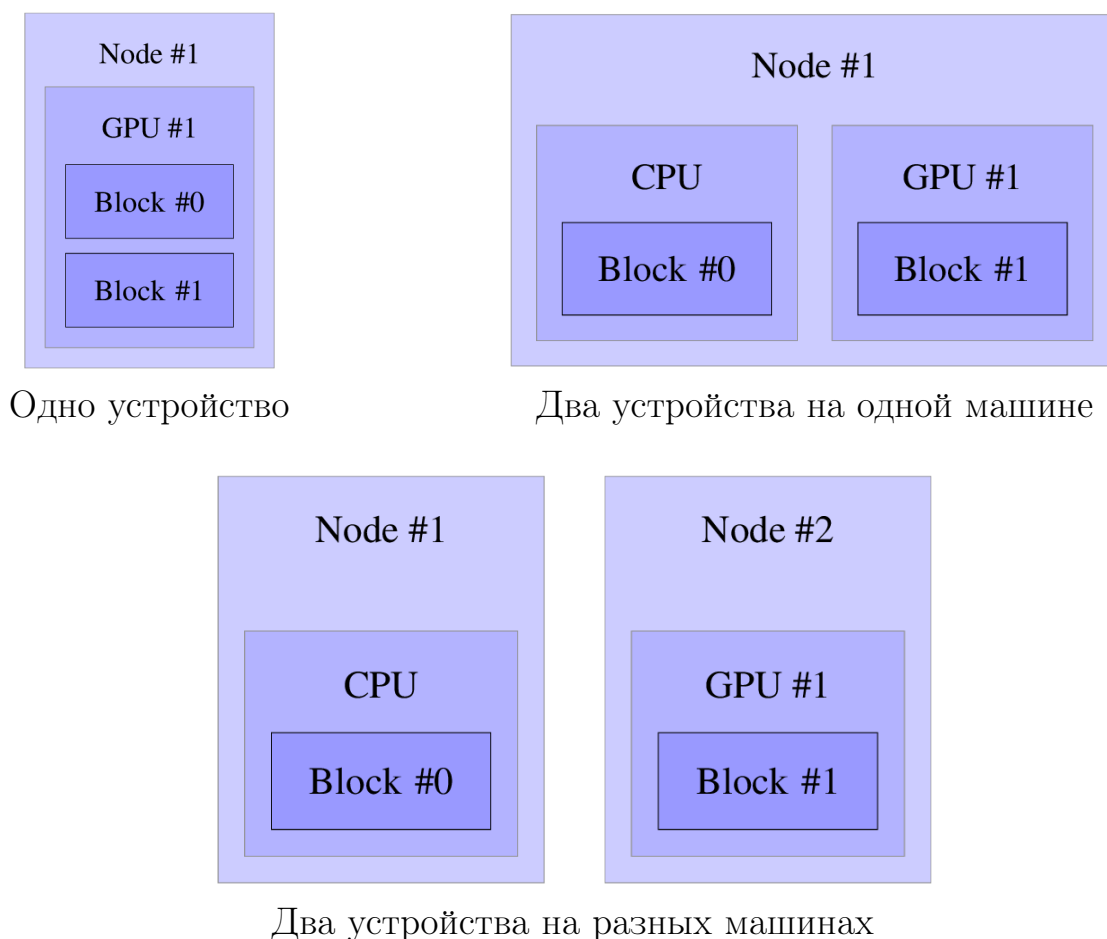 Node #1
GPU #1
Block #0
Block #1
Одно устройство
Node #1
CPU
GPU #1
Block #0
Block #1
Два устройства на одной машине
Node #1
Node #2
CPU
GPU #1
Block #0
Block #1
Два устройства на разных машинах